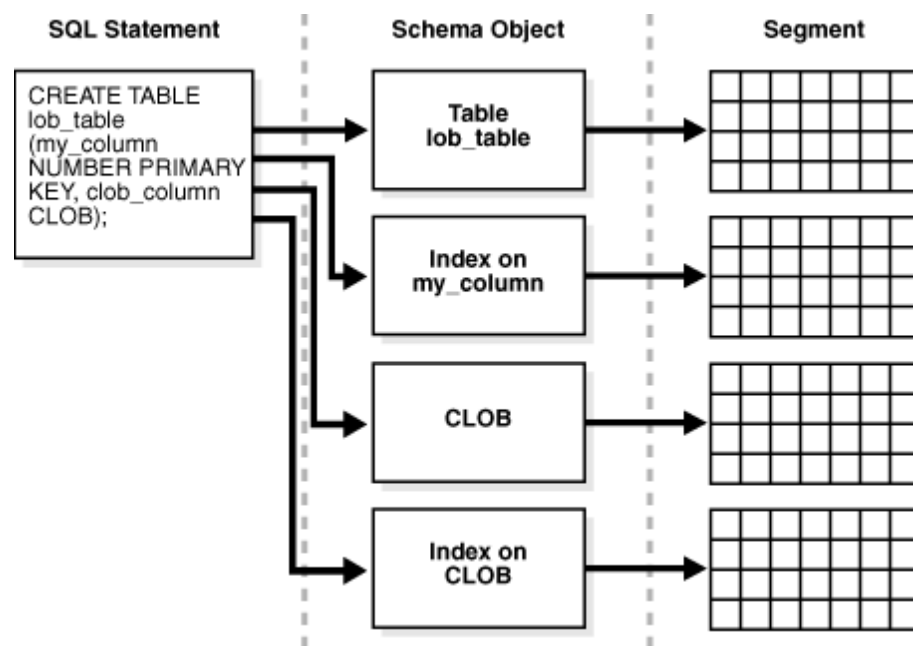 SQL Statement
Schema Object
Segment
CREATE TABLE
lob_table
(my_column
NUMBER PRIMARY
KEY, clob_column
CLOB);
Table
lob_table
Index on
my_column
CLOB
Index on
CLOB